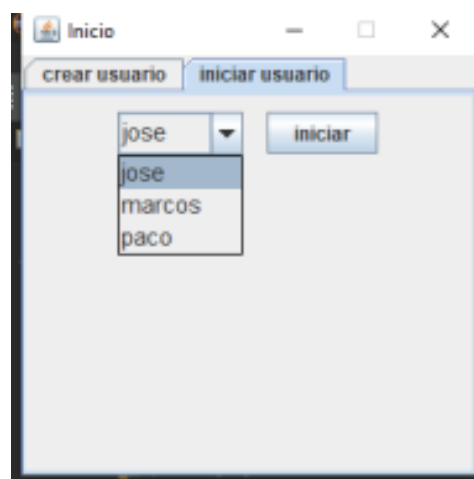 Inicio
crear usuario iniciar usuario
jose iniciar
jose
marcos
paco